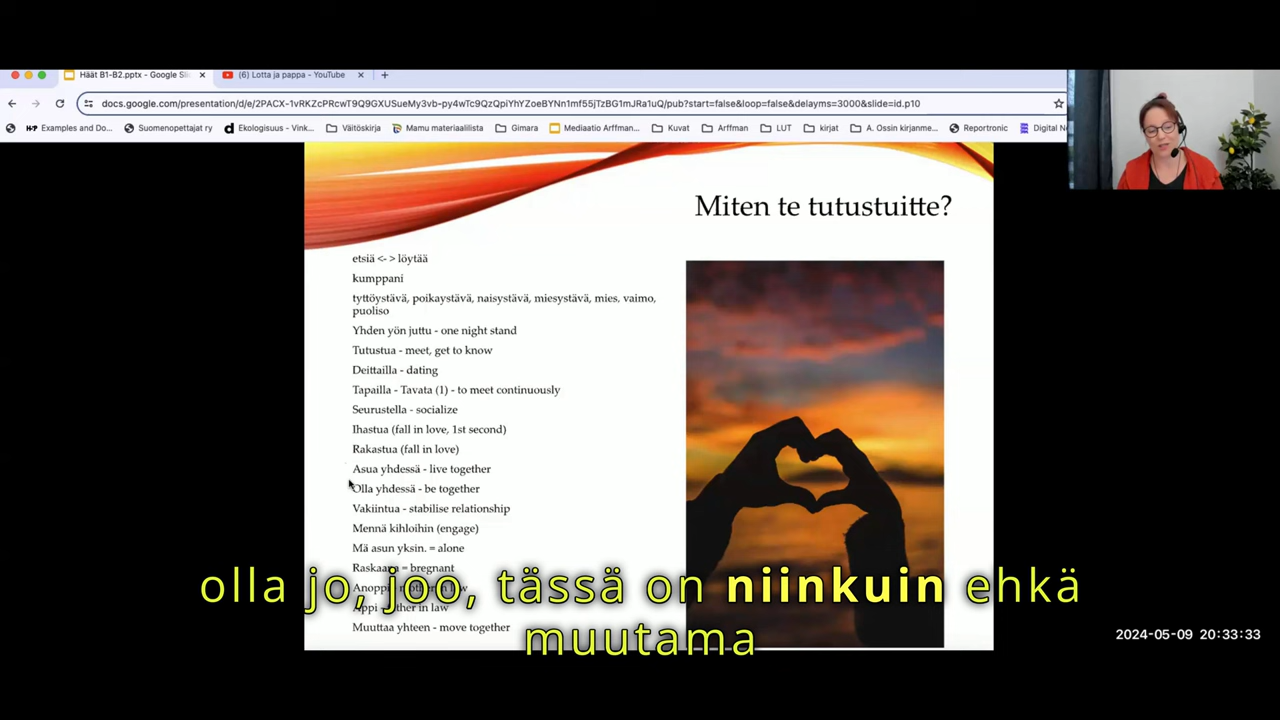 Häät B1-B2.pptx - Google Sli
(6) Lotta ja pappa - YouTube
docs.google.com/presentation/d/e/2PACX-1vRKZcPRcwT9Q9GXUSueMy3vb-py4wTc9QzQpiYhYZoeBYNn1mf55jTzBG1mJRa1uQ/pub?start=false&loop=false&delayms=3000&slide=id.p10
Examples and Do...
Suomenopettajat ry
Ekologisuus - Vink...
Väitöskirja
Mamu materiaalilista
Gimara
Mediaatio Arffman...
Kuvat
Arffman
LUT
kirjat
A. Ossin kirjanme...
Reportronic
Digital Ne
Miten te tutustuitte?
etsiä <- > löytää
kumppani
tyttöystävä, poikaystävä, naisystävä, miesystävä, mies, vaimo,
puoliso
Yhden yön juttu - one night stand
Tutustua - meet, get to know
Deittailla - dating
Tapailla - Tavata (1) - to meet continuously
Seurustella - socialize
Ihastua (fall in love, 1st second)
Rakastua (fall in love)
Asua yhdessä - live together
Olla yhdessä - be together
Vakiintua - stabilise relationship
Mennä kihloihin (engage)
Mä asun yksin. = alone
= bregnant
Muuttaa yhteen - move together
olla jo, joo, tässä on niinkuin ehkä
muutama
2024-05-09 20:33:33